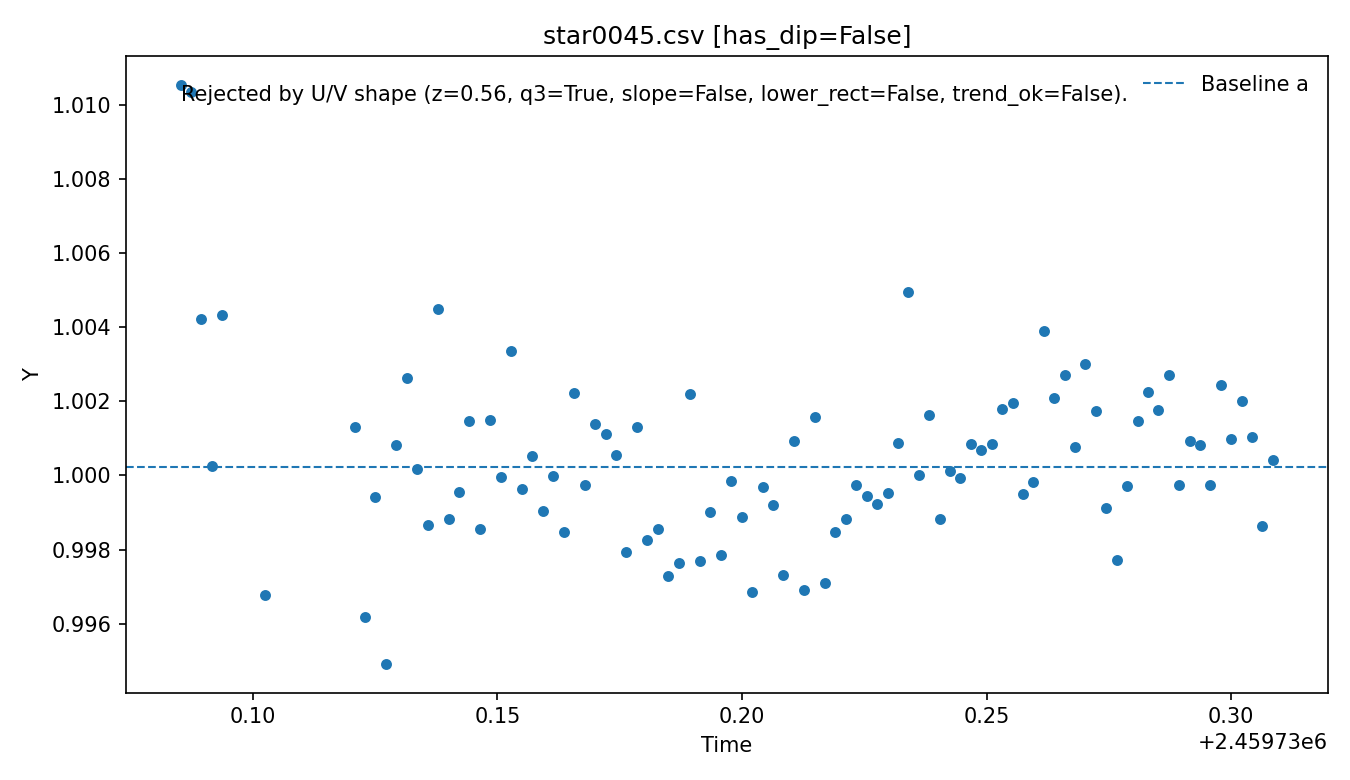 star0045.csv [has_dip=False]
Rejected by U/V shape (z=0.56, q3=True, slope=False, lower_rect=False, trend_ok=False).
Baseline a
1.010
1.008
1.006
1.004
1.002
1.000
0.998
0.996
Y
0.10 0.15 0.20 0.25 0.30
Time
+2.45973e6